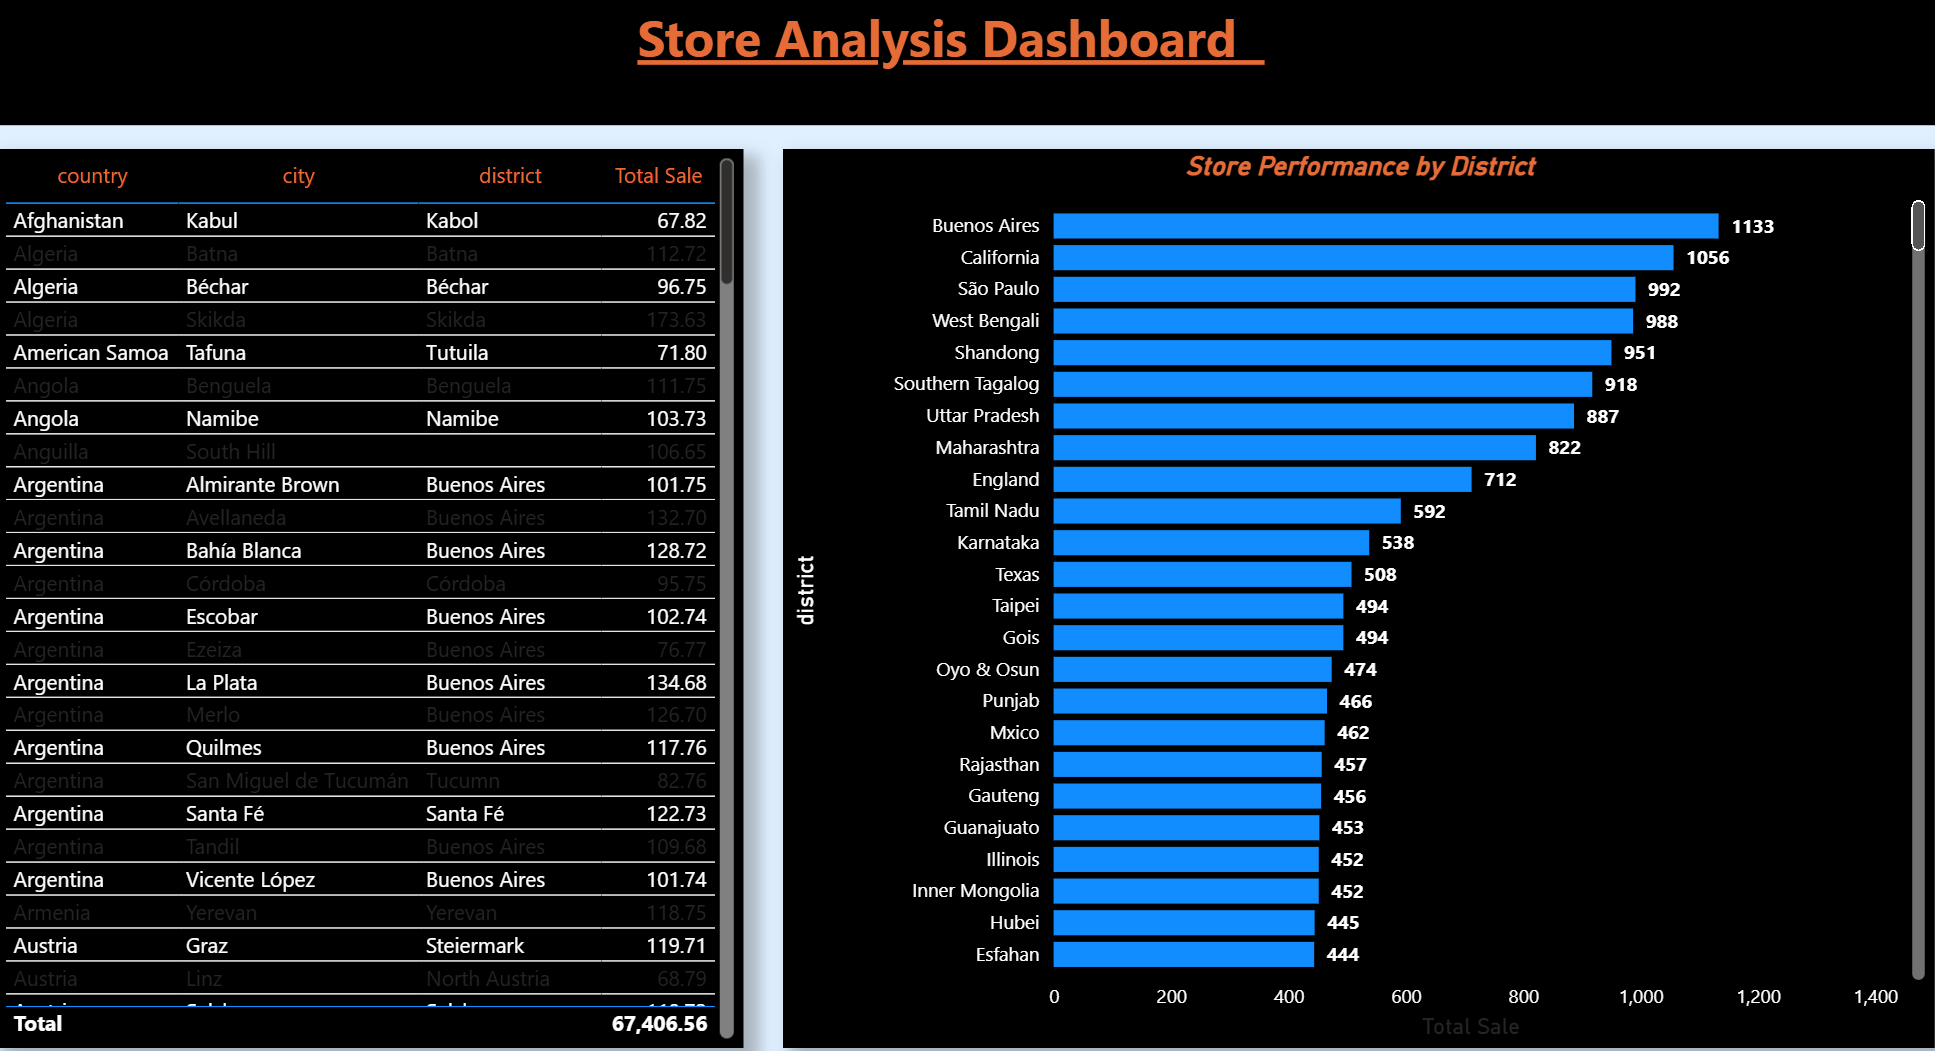 Store Analysis Dashboard
country city district Total Sale
Afghanistan Kabul Kabol 67.82
Algeria Batna Batna 112.72
Algeria Béchar Béchar 96.75
Algeria Skikda Skikda 173.63
American Samoa Tafuna Tutuila 71.80
Angola Benguela Benguela 111.75
Angola Namibe Namibe 103.73
Anguilla South Hill 106.65
Argentina Almirante Brown Buenos Aires 101.75
Argentina Avellaneda Buenos Aires 132.70
Argentina Bahía Blanca Buenos Aires 128.72
Argentina Córdoba Córdoba 95.75
Argentina Escobar Buenos Aires 102.74
Argentina Ezeiza Buenos Aires 76.77
Argentina La Plata Buenos Aires 134.68
Argentina Merlo Buenos Aires 126.70
Argentina Quilmes Buenos Aires 117.76
Argentina San Miguel de Tucumán Tucumn 82.76
Argentina Santa Fé Santa Fé 122.73
Argentina Tandil Buenos Aires 109.68
Argentina Vicente López Buenos Aires 101.74
Armenia Yerevan Yerevan 118.75
Austria Graz Steiermark 119.71
Austria Linz North Austria 68.79
Total 67,406.56
Store Performance by District
district
Buenos Aires 1133
California 1056
São Paulo 992
West Bengali 988
Shandong 951
Southern Tagalog 918
Uttar Pradesh 887
Maharashtra 822
England 712
Tamil Nadu 592
Karnataka 538
Texas 508
Taipei 494
Gois 494
Oyo & Osun 474
Punjab 466
Mxico 462
Rajasthan 457
Gauteng 456
Guanajuato 453
Illinois 452
Inner Mongolia 452
Hubei 445
Esfahan 444
0 200 400 600 800 1,000 1,200 1,400
Total Sale